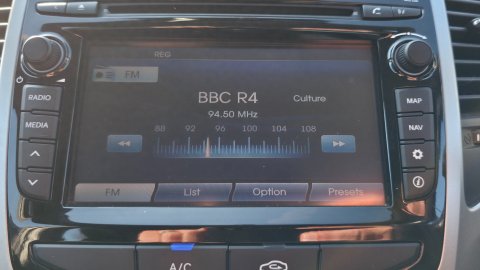 REG
FM
BBC R4 Culture
94.50 MHz
88 92 96 100 104 108
FM List Option Presets
RADIO
MEDIA
MAP
NAV
A/C